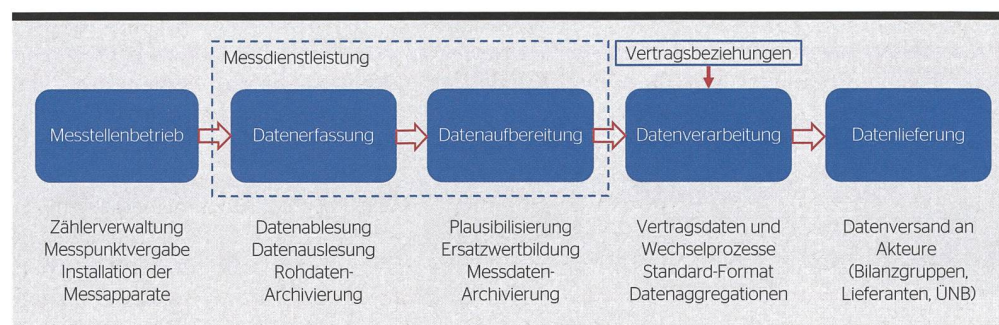 Messdienstleistung
Vertragsbeziehungen
Messtellenbetrieb
Datenerfassung
Datenaufbereitung
Datenverarbeitung
Datenlieferung
Zählerverwaltung
Messpunktvergabe
Installation der
Messapparate
Datenablesung
Datenauslesung
Rohdaten-
Archivierung
Plausibilisierung
Ersatzwertbildung
Messdaten-
Archivierung
Vertragsdaten und
Wechselprozesse
Standard-Format
Datenaggregationen
Datenversand an
Akteure
(Bilanzgruppen,
Lieferanten, ÜNB)